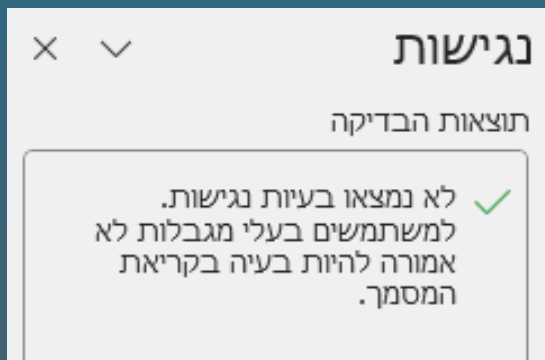 נגישות
תוצאות הבדיקה
לא נמצאו בעיות נגישות.
למשתמשים בעלי מגבלות לא
אמורה להיות בעיה בקריאת
המסמך.